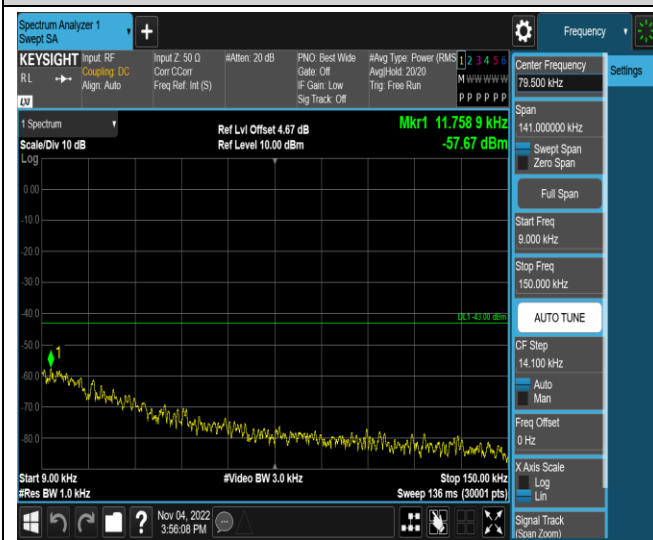 Spectrum Analyzer 1
Swept SA
+
Frequency
KEYSIGHT
RL
LXI
Input: RF
Coupling: DC
Align: Auto
Input Z: 50 Ω
Corr CCorr
Freq Ref: Int (S)
#Atten: 20 dB
PNO: Best Wide
Gate: Off
IF Gain: Low
Sig Track: Off
#Avg Type: Power (RMS
Avg|Hold: 20/20
Trig: Free Run
1 2 3 4 5 6
M W W W W W
P P P P P P
1 Spectrum
Scale/Div 10 dB
Log
Ref Lvl Offset 4.67 dB
Ref Level 10.00 dBm
Mkr1 11.758 9 kHz
-57.67 dBm
0.00
-10.0
-20.0
-30.0
-40.0
DL1 -43.00 dBm
-50.0
1
-60.0
-70.0
-80.0
Start 9.00 kHz
#Video BW 3.0 kHz
Stop 150.00 kHz
#Res BW 1.0 kHz
Sweep 136 ms (30001 pts)
?
Nov 04, 2022
3:56:08 PM
Center Frequency
79.500 kHz
Settings
Span
141.000000 kHz
Swept Span
Zero Span
Full Span
Start Freq
9.000 kHz
Stop Freq
150.000 kHz
AUTO TUNE
CF Step
14.100 kHz
Auto
Man
Freq Offset
0 Hz
X Axis Scale
Log
Lin
Signal Track
(Span Zoom)